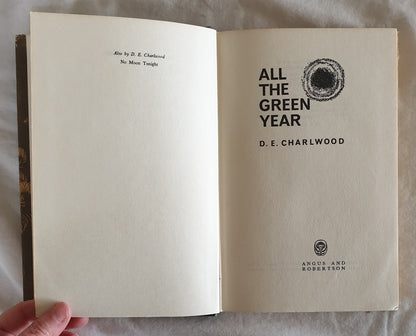 Also by D. E. Charlwood
No Moon Tonight
ALL
THE
GREEN
YEAR
D. E. CHARLWOOD
ANGUS AND
ROBERTSON